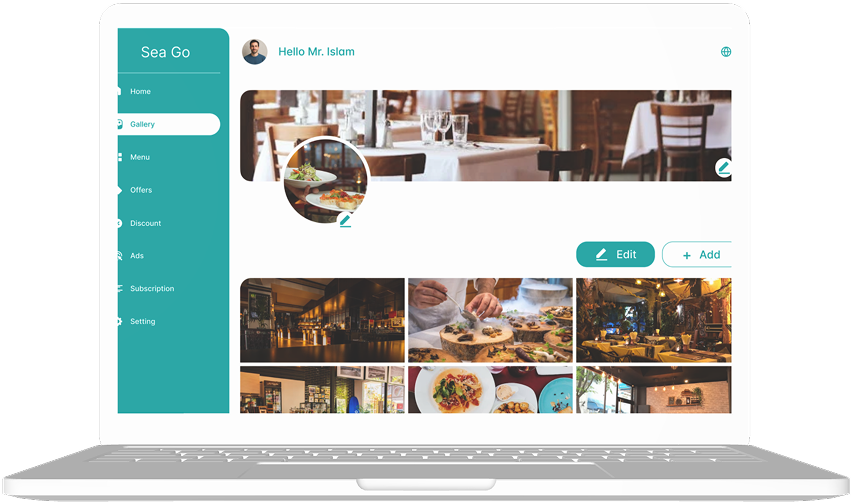 Sea Go
Hello Mr. Islam
Home
Gallery
Menu
Offers
Discount
Ads
Subscription
Setting
Edit
+ Add